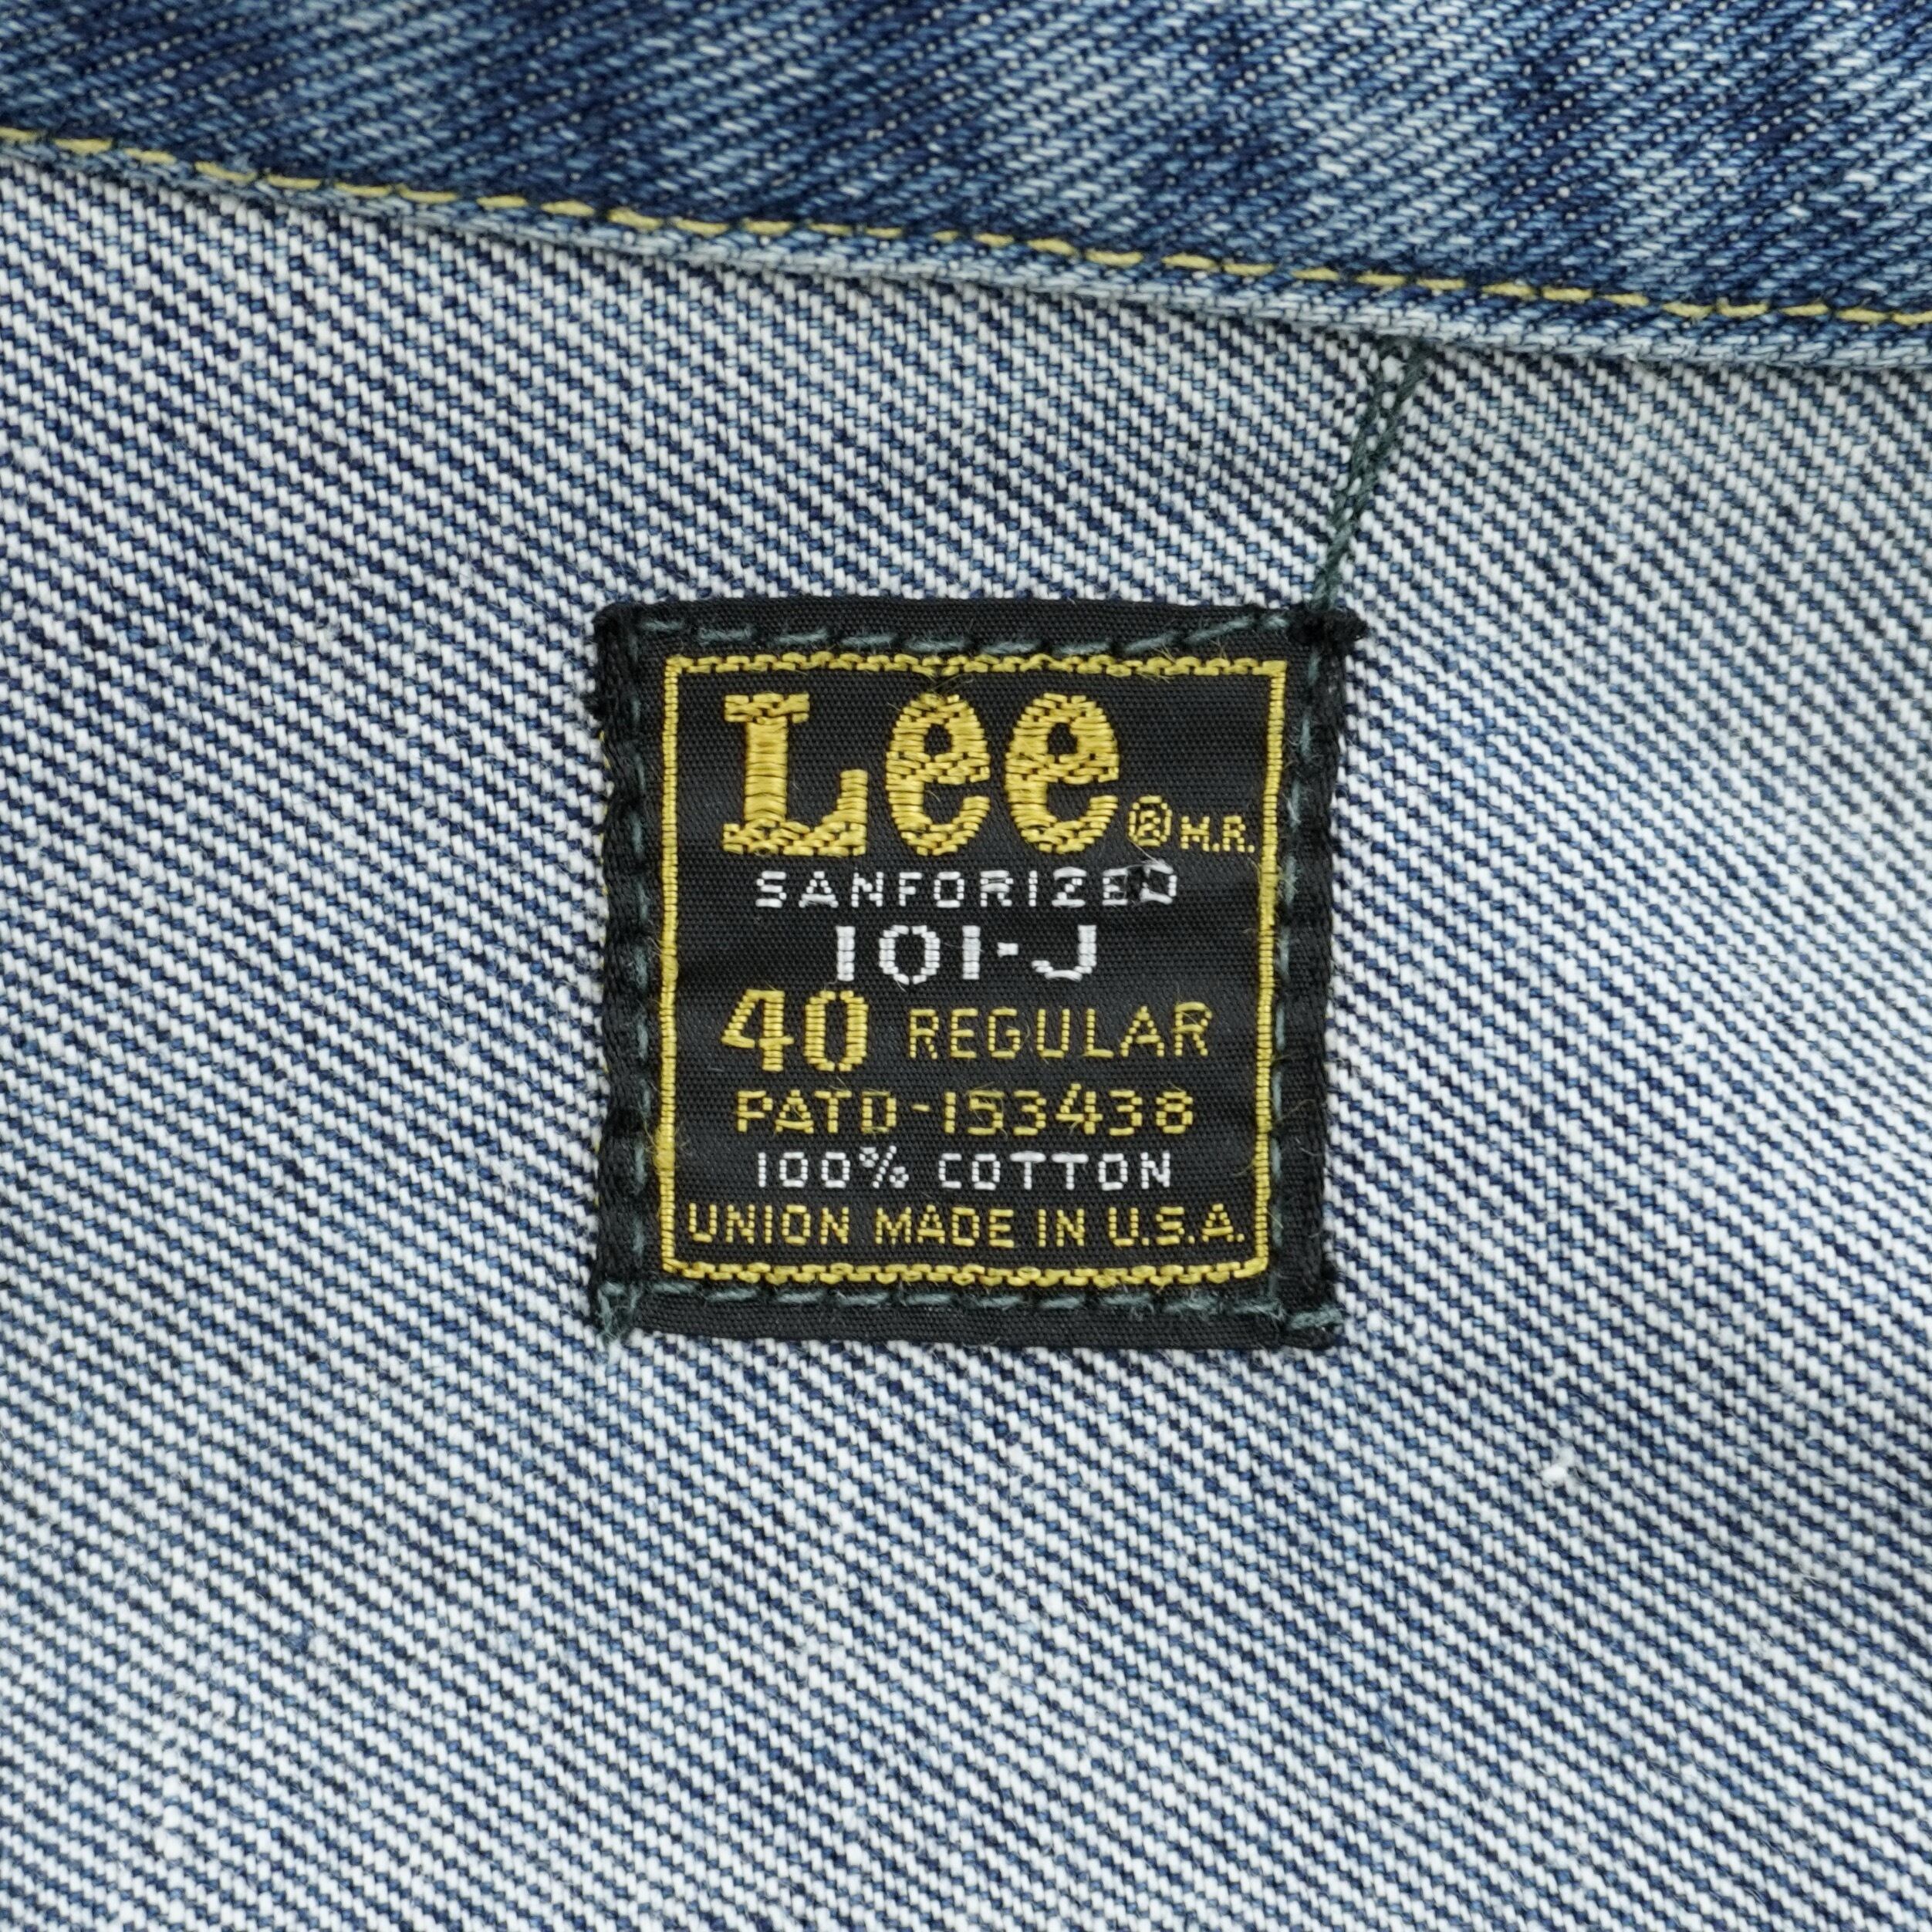 Lee ® M.R.
SANFORIZED
101-J
40 REGULAR
PATD-153438
100% COTTON
UNION MADE IN U.S.A.